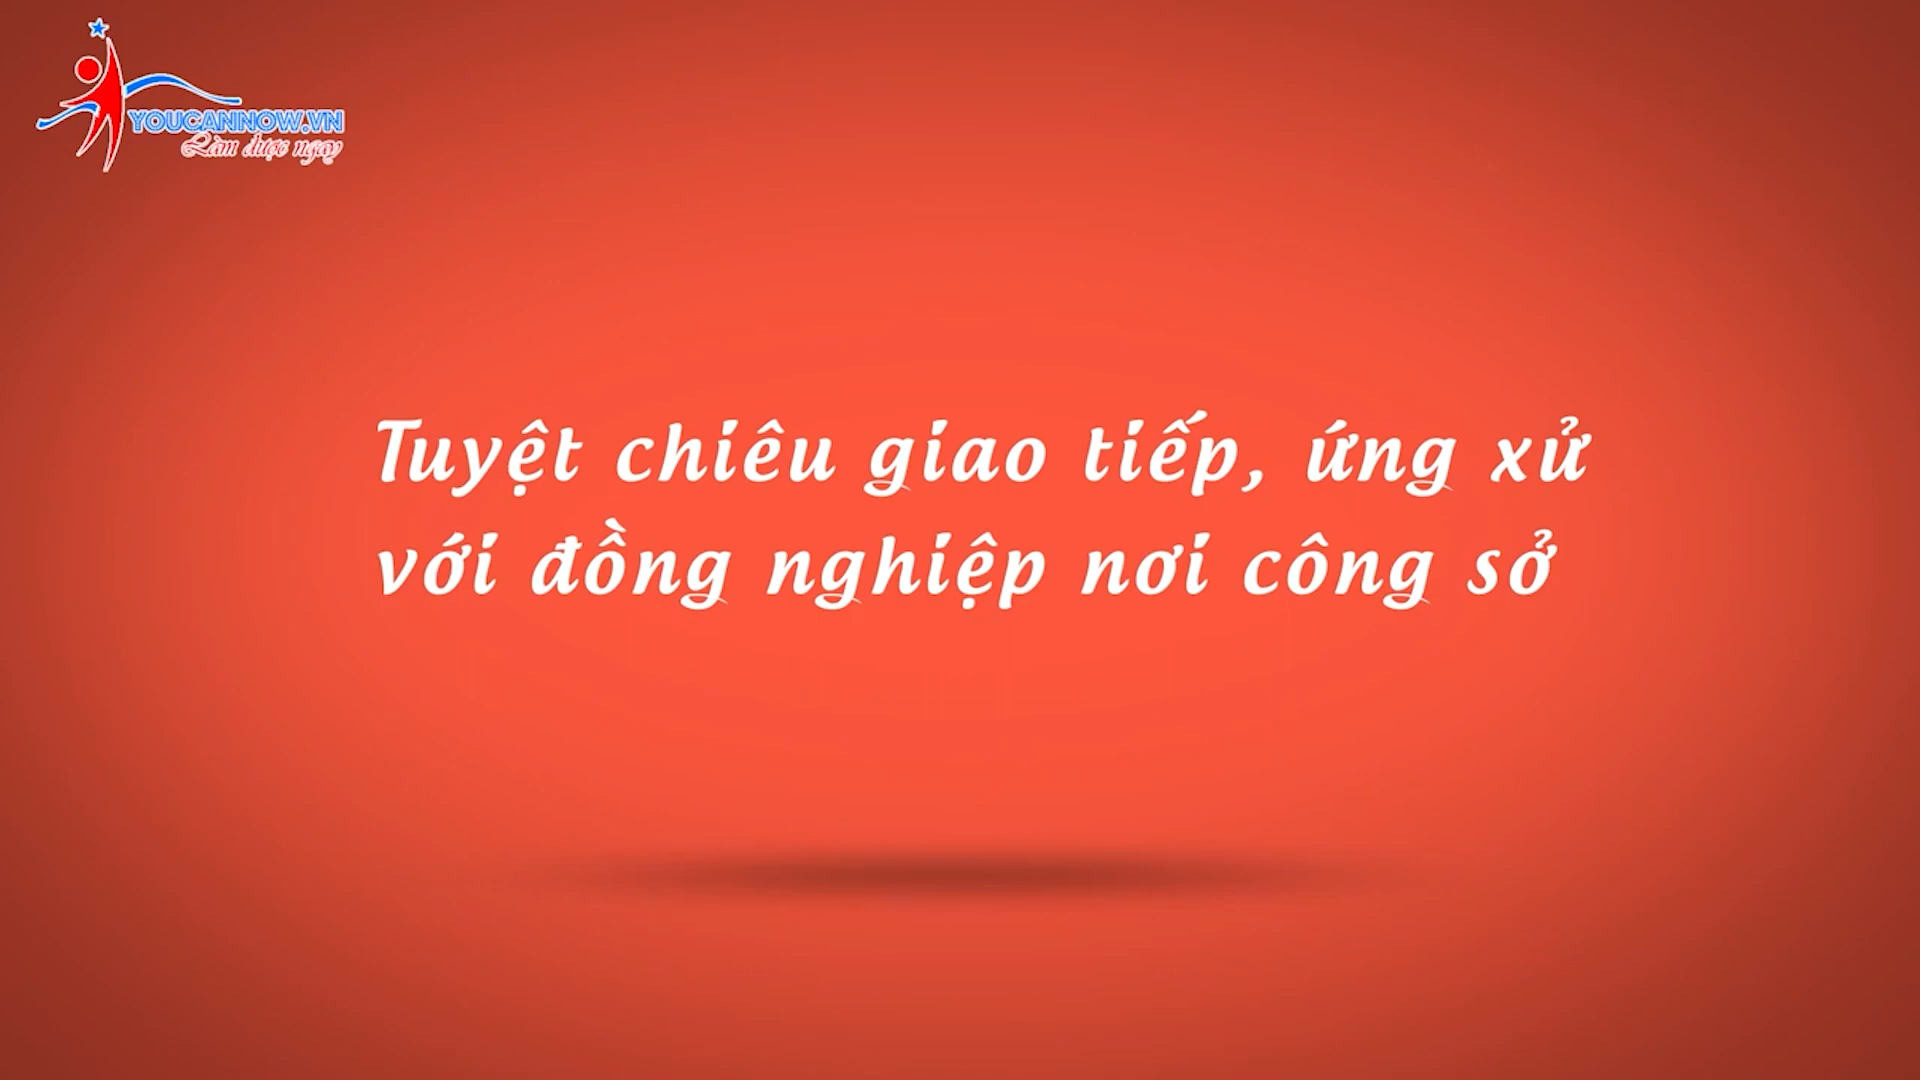 YOUCANNOW.VN
Làm được ngay
Tuyệt chiêu giao tiếp, ứng xử
với đồng nghiệp nơi công sở